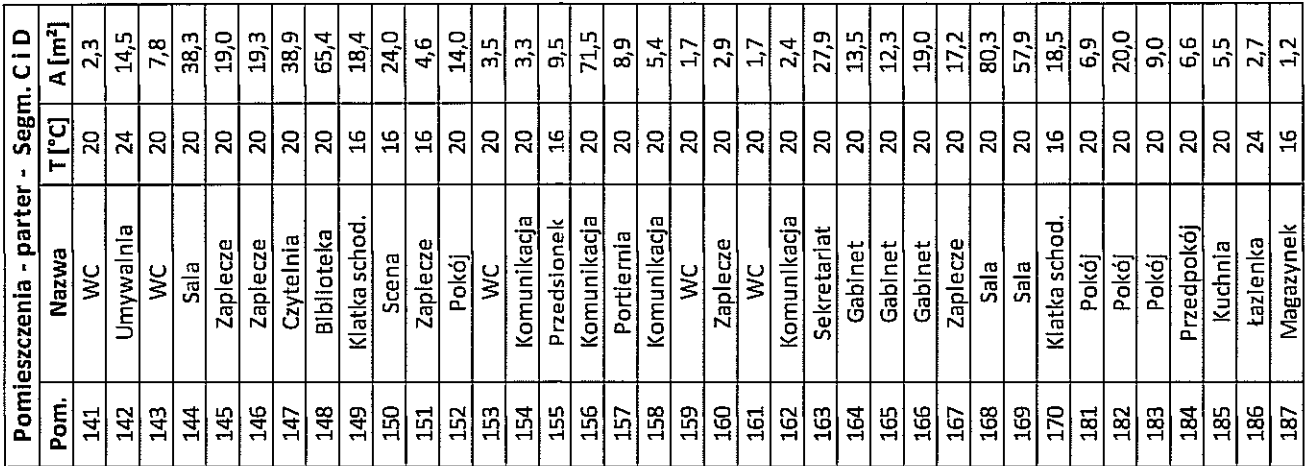 Pomieszczenia - parter - Segm. C i D
Pom. Nazwa T [°C] A [m²]
141 WC 20 2,3
142 Umywalnia 24 14,5
143 WC 20 7,8
144 Sala 20 38,3
145 Zaplecze 20 19,0
146 Zaplecze 20 19,3
147 Czytelnia 20 38,9
148 Biblioteka 20 65,4
149 Klatka schod. 16 18,4
150 Scena 16 24,0
151 Zaplecze 16 4,6
152 Pokój 20 14,0
153 WC 20 3,5
154 Komunikacja 20 3,3
155 Przedsionek 16 9,5
156 Komunikacja 20 71,5
157 Portiernia 20 8,9
158 Komunikacja 20 5,4
159 WC 20 1,7
160 Zaplecze 20 2,9
161 WC 20 1,7
162 Komunikacja 20 2,4
163 Sekretariat 20 27,9
164 Gabinet 20 13,5
165 Gabinet 20 12,3
166 Gabinet 20 19,0
167 Zaplecze 20 17,2
168 Sala 20 80,3
169 Sala 20 57,9
170 Klatka schod. 16 18,5
181 Pokój 20 6,9
182 Pokój 20 20,0
183 Pokój 20 9,0
184 Przedpokój 20 6,6
185 Kuchnia 20 5,5
186 Łazienka 24 2,7
187 Magazynek 16 1,2